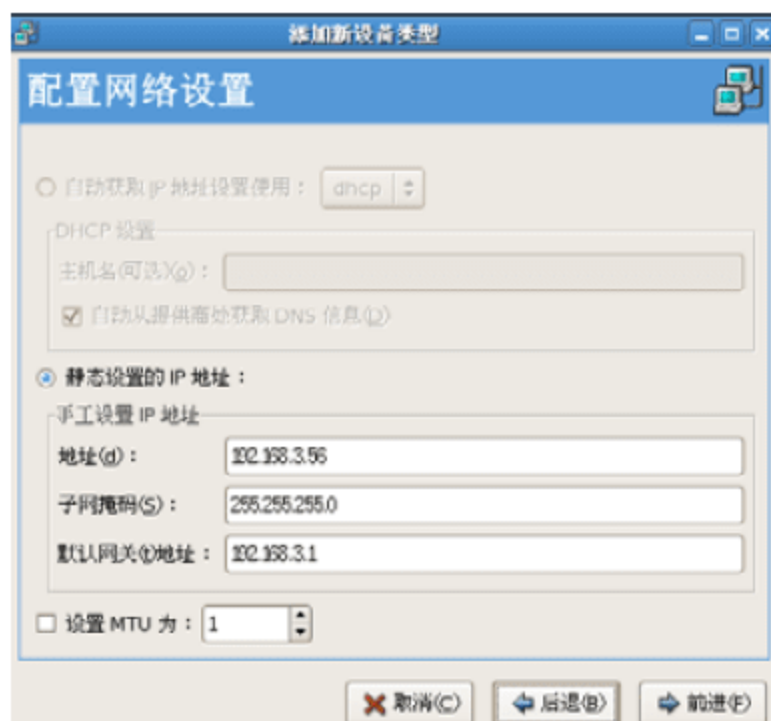 添加新设备类型
配置网络设置
自动获取 IP 地址设置使用： dhcp
DHCP 设置
主机名(可选)(o)：
自动从提供商处获取 DNS 信息(D)
静态设置的 IP 地址：
手工设置 IP 地址
地址(d)： 192.168.3.56
子网掩码(S)： 255.255.255.0
默认网关(t)地址： 192.168.3.1
设置 MTU 为： 1
取消(C) 后退(B) 前进(F)